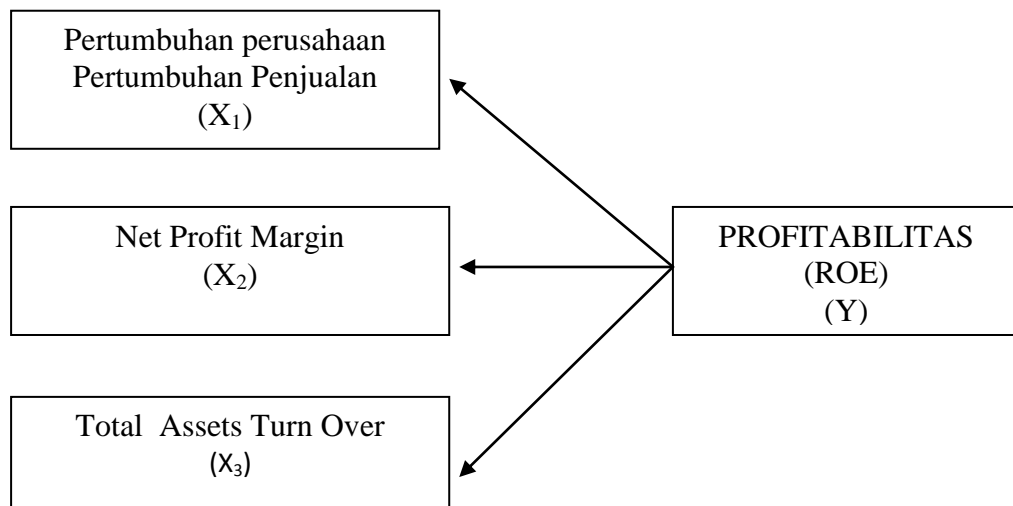 Pertumbuhan perusahaan
Pertumbuhan Penjualan
(X₁)
Net Profit Margin
(X₂)
PROFITABILITAS
(ROE)
(Y)
Total Assets Turn Over
(X₃)